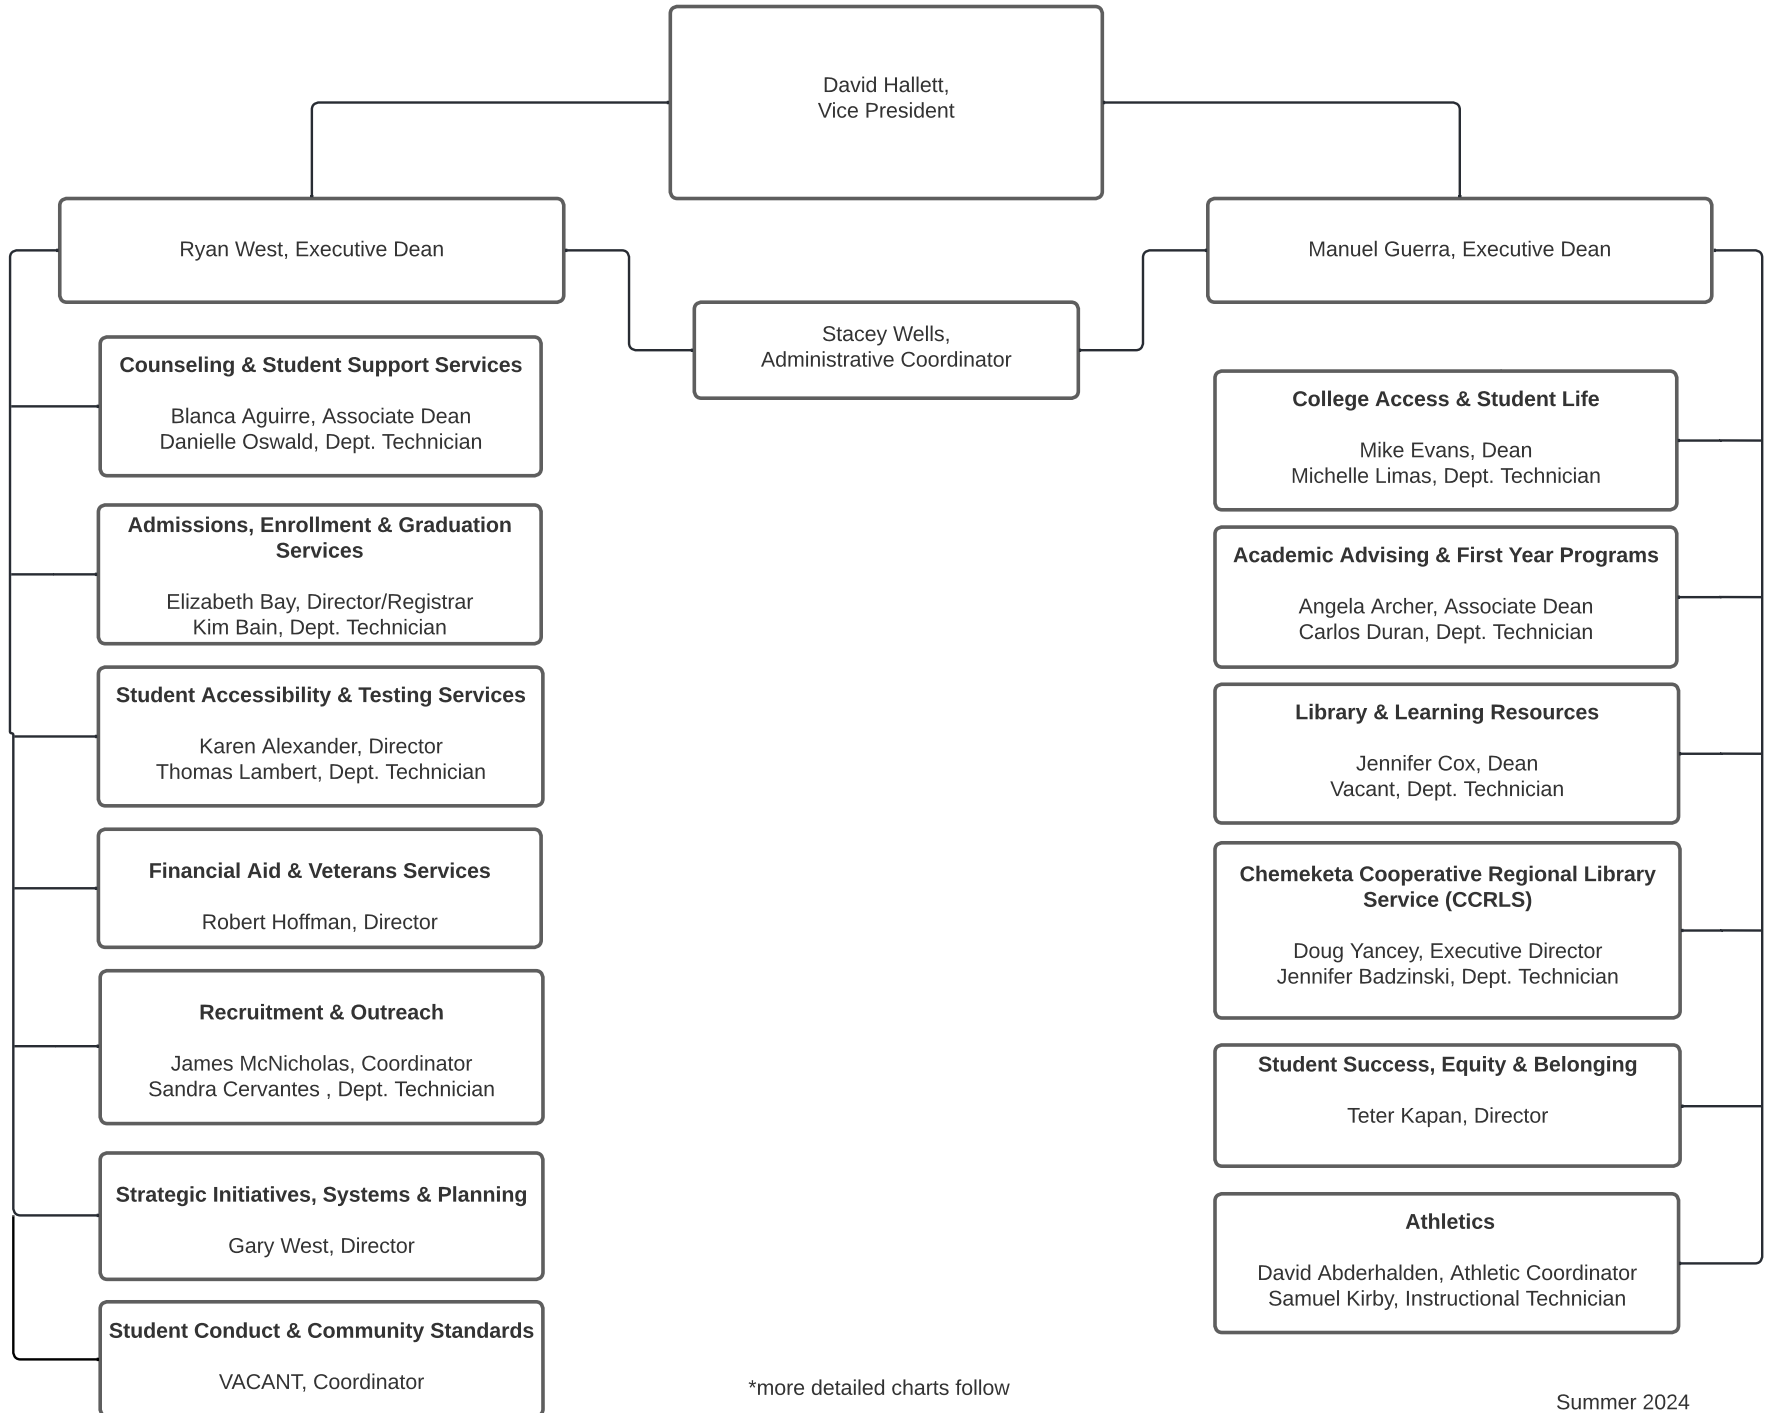 David Hallett,
Vice President
Ryan West, Executive Dean
Manuel Guerra, Executive Dean
Stacey Wells,
Administrative Coordinator
Counseling & Student Support Services
Blanca Aguirre, Associate Dean
Danielle Oswald, Dept. Technician
Admissions, Enrollment & Graduation
Services
Elizabeth Bay, Director/Registrar
Kim Bain, Dept. Technician
Student Accessibility & Testing Services
Karen Alexander, Director
Thomas Lambert, Dept. Technician
Financial Aid & Veterans Services
Robert Hoffman, Director
Recruitment & Outreach
James McNicholas, Coordinator
Sandra Cervantes , Dept. Technician
Strategic Initiatives, Systems & Planning
Gary West, Director
Student Conduct & Community Standards
VACANT, Coordinator
College Access & Student Life
Mike Evans, Dean
Michelle Limas, Dept. Technician
Academic Advising & First Year Programs
Angela Archer, Associate Dean
Carlos Duran, Dept. Technician
Library & Learning Resources
Jennifer Cox, Dean
Vacant, Dept. Technician
Chemeketa Cooperative Regional Library
Service (CCRLS)
Doug Yancey, Executive Director
Jennifer Badzinski, Dept. Technician
Student Success, Equity & Belonging
Teter Kapan, Director
Athletics
David Abderhalden, Athletic Coordinator
Samuel Kirby, Instructional Technician
*more detailed charts follow
Summer 2024